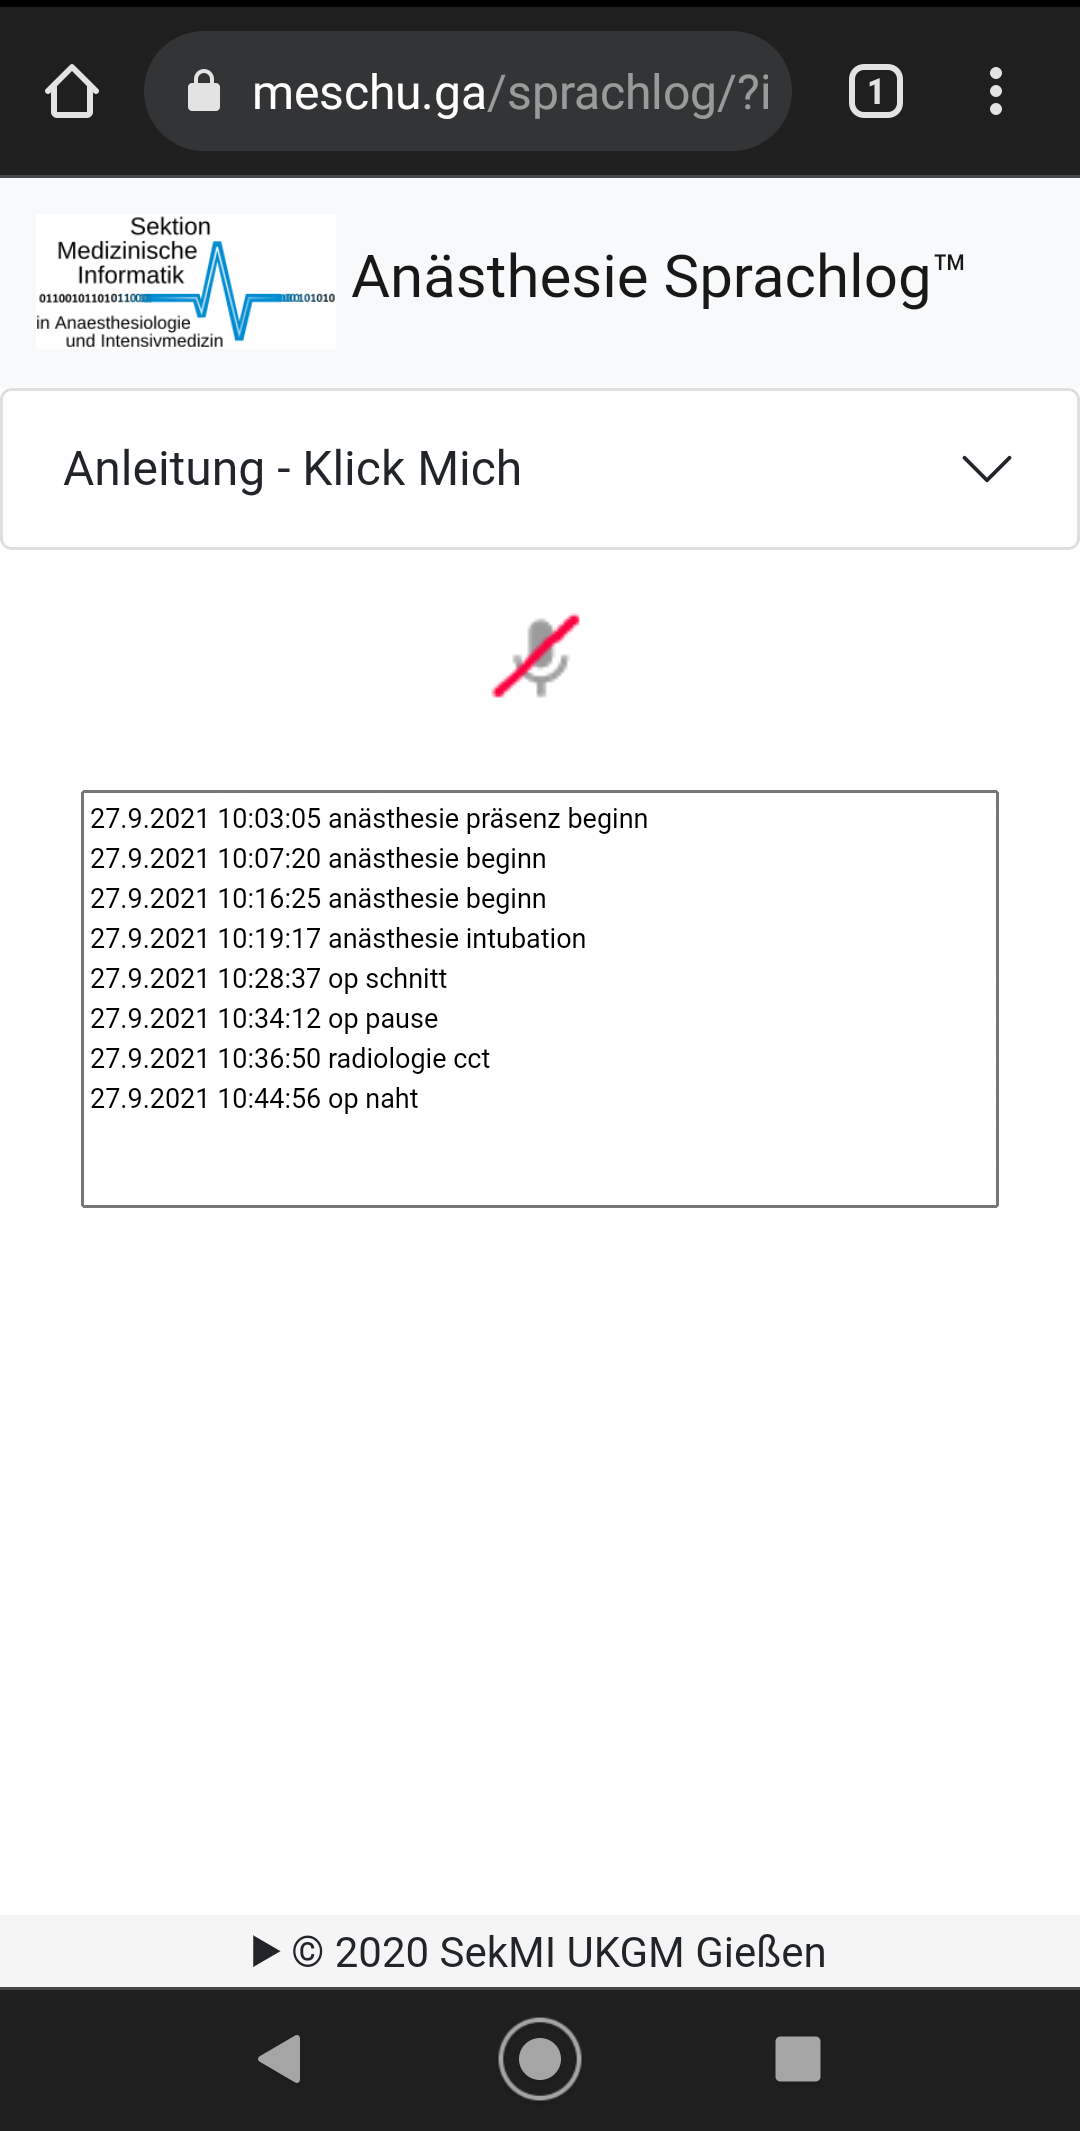 meschu.ga/sprachlog/?i
1
Sektion
Medizinische
Informatik
in Anaesthesiologie
und Intensivmedizin
Anästhesie Sprachlog™
Anleitung - Klick Mich
27.9.2021 10:03:05 anästhesie präsenz beginn
27.9.2021 10:07:20 anästhesie beginn
27.9.2021 10:16:25 anästhesie beginn
27.9.2021 10:19:17 anästhesie intubation
27.9.2021 10:28:37 op schnitt
27.9.2021 10:34:12 op pause
27.9.2021 10:36:50 radiologie cct
27.9.2021 10:44:56 op naht
© 2020 SekMI UKGM Gießen